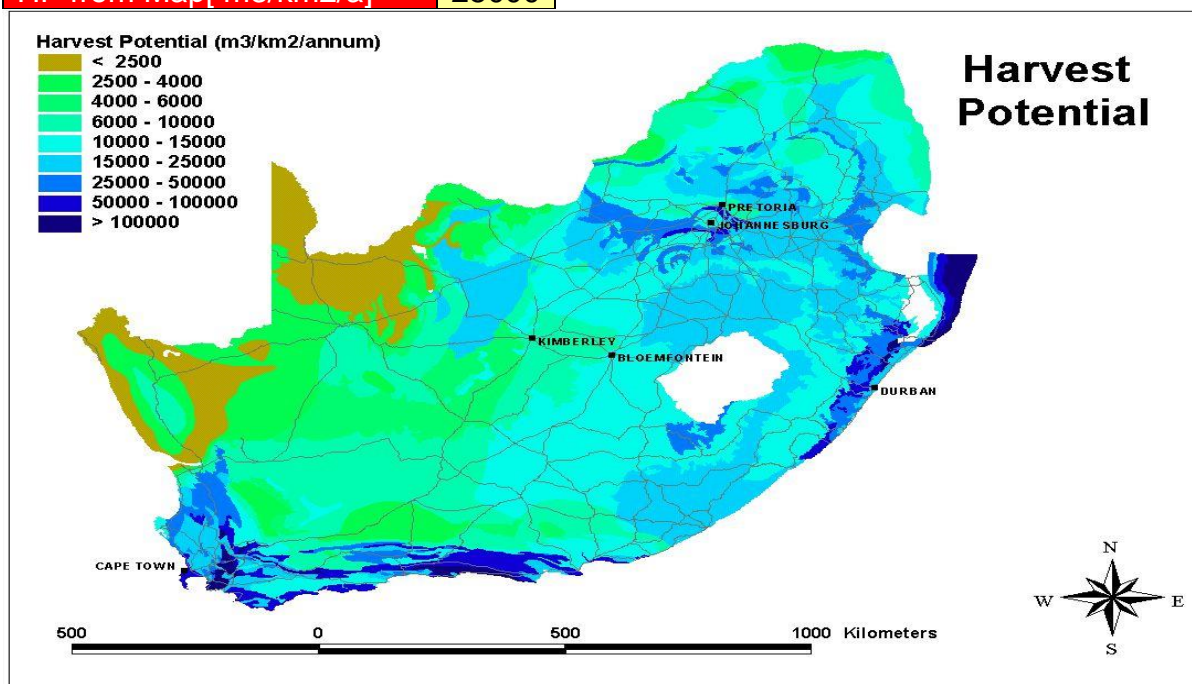 Harvest Potential (m3/km2/annum)
< 2500
2500 - 4000
4000 - 6000
6000 - 10000
10000 - 15000
15000 - 25000
25000 - 50000
50000 - 100000
> 100000
Harvest
Potential
PRETORIA
JOHANNESBURG
KIMBERLEY
BLOEMFONTEIN
DURBAN
CAPE TOWN
N
W
E
S
500 0 500 1000 Kilometers